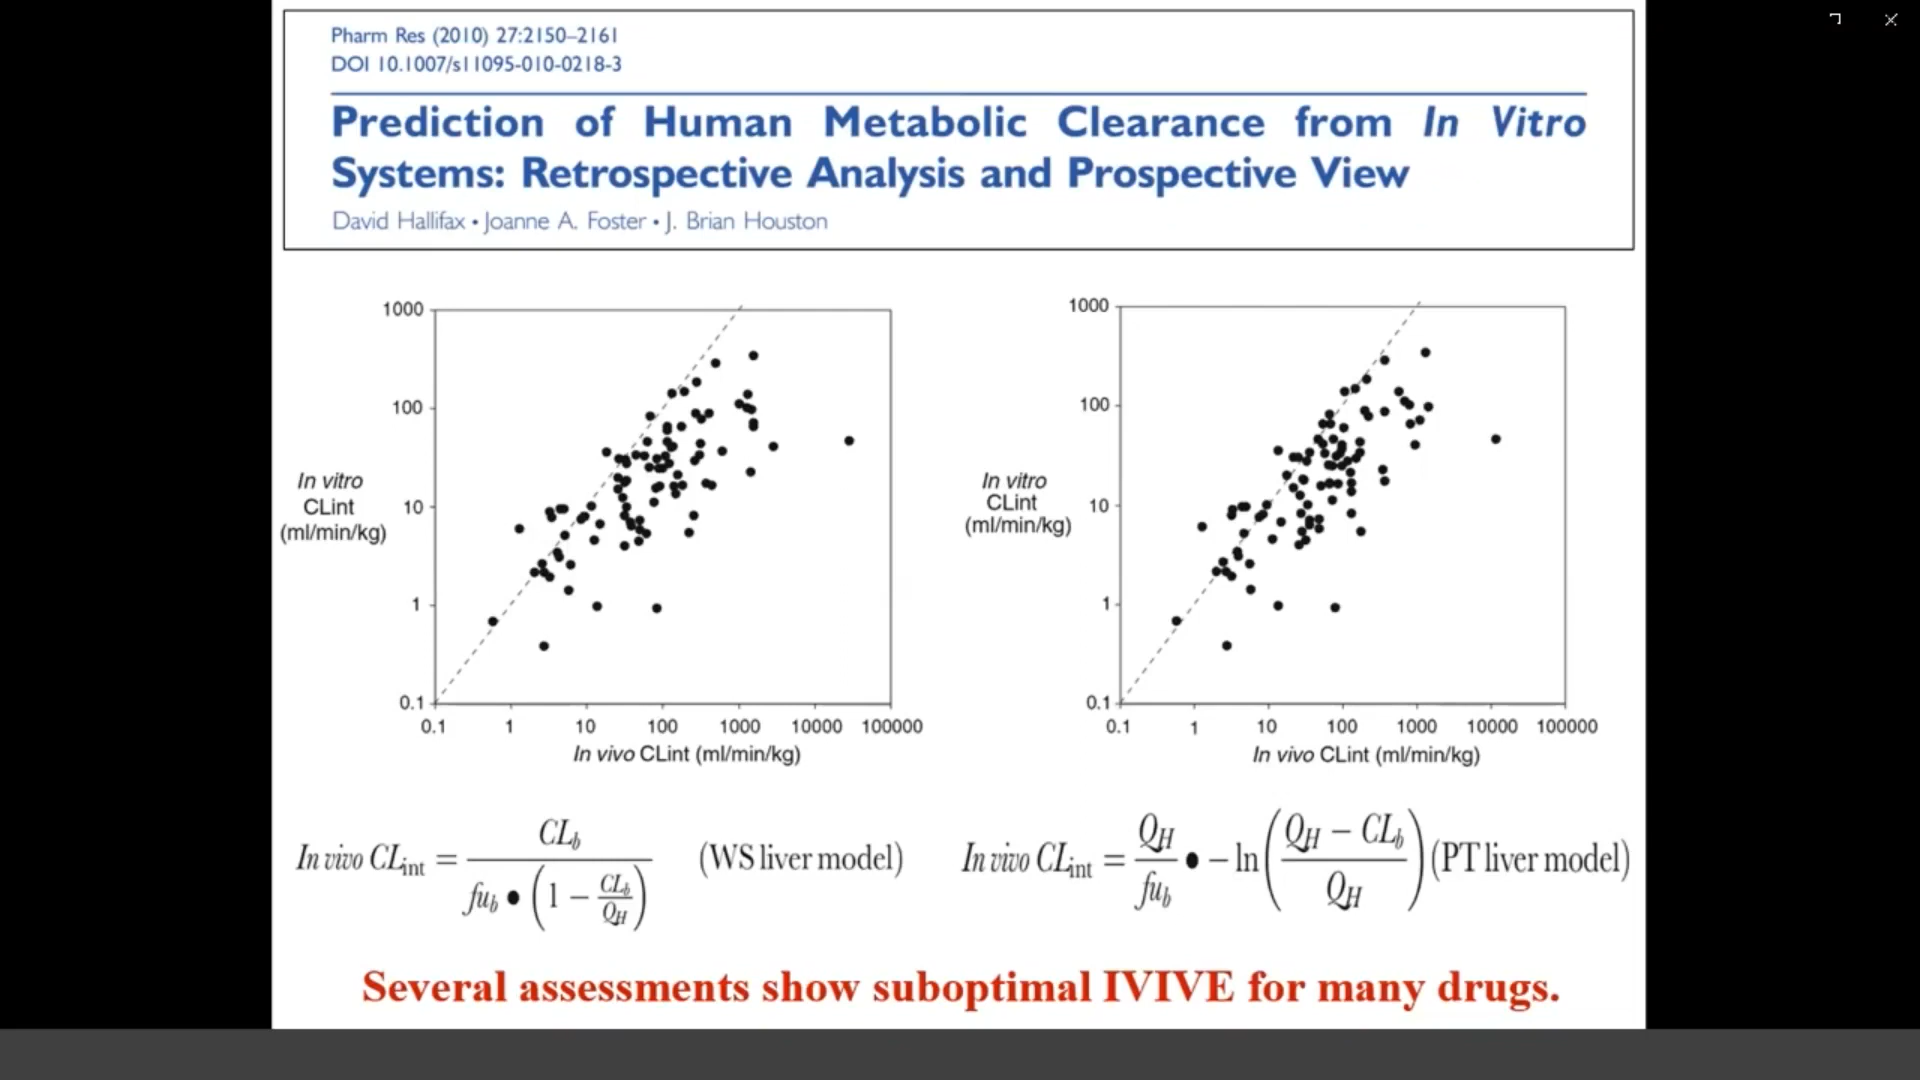 Pharm Res (2010) 27:2150–2161
DOI 10.1007/s11095-010-0218-3
Prediction of Human Metabolic Clearance from In Vitro
Systems: Retrospective Analysis and Prospective View
David Hallifax • Joanne A. Foster • J. Brian Houston
1000
100
10
1
0.1
In vitro
CLint
(ml/min/kg)
0.1 1 10 100 1000 10000 100000
In vivo CLint (ml/min/kg)
1000
100
10
1
0.1
In vitro
CLint
(ml/min/kg)
0.1 1 10 100 1000 10000 100000
In vivo CLint (ml/min/kg)
In vivo CLint = CLb / fub • (1 − CLb/QH) (WS liver model)
In vivo CLint = QH/fub • − ln((QH − CLb)/QH) (PT liver model)
Several assessments show suboptimal IVIVE for many drugs.